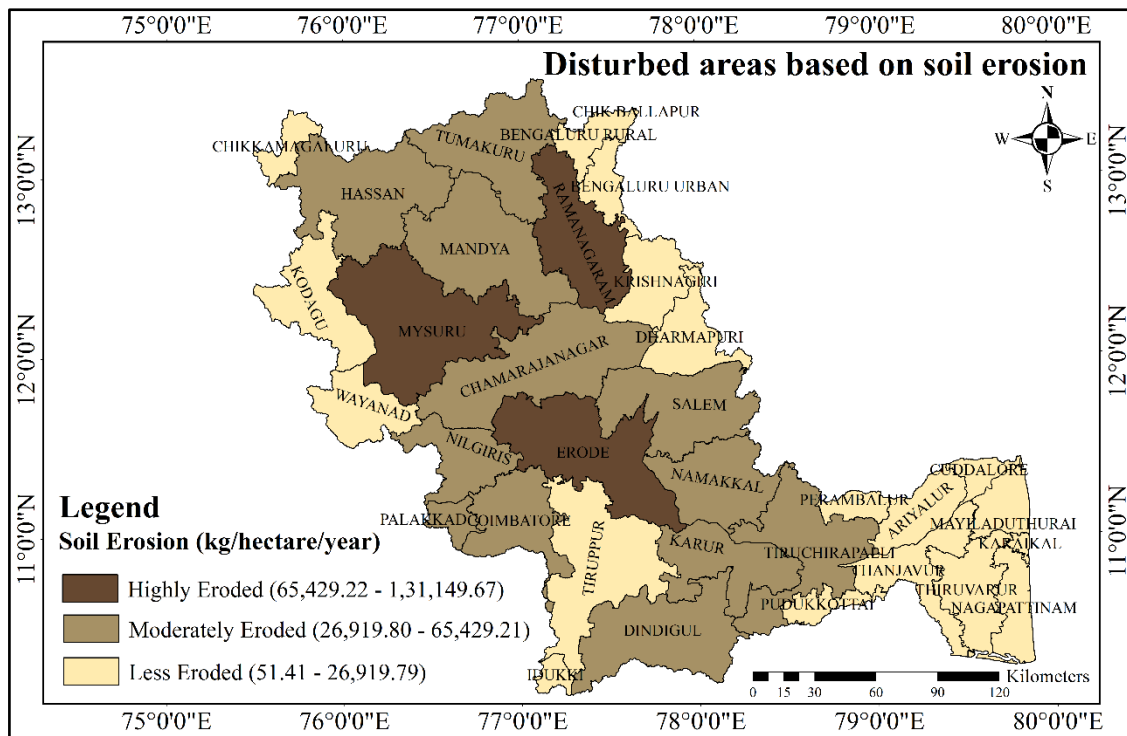 75°0'0"E 76°0'0"E 77°0'0"E 78°0'0"E 79°0'0"E 80°0'0"E
Disturbed areas based on soil erosion
N
W E
S
13°0'0"N 13°0'0"N
12°0'0"N 12°0'0"N
11°0'0"N 11°0'0"N
CHIK BALLAPUR
BENGALURU RURAL
TUMAKURU
CHIKKAMAGALURU
BENGALURU URBAN
HASSAN
RAMANAGARAM
MANDYA
KRISHNAGIRI
KODAGU
MYSURU
DHARMAPURI
CHAMARAJANAGAR
WAYANAD
SALEM
NILGIRIS
ERODE
CUDDALORE
NAMAKKAL
PERAMBALUR
ARIYALUR
PALAKKAD
COIMBATORE
MAYILADUTHURAI
KARUR
KARAIKAL
TIRUCHIRAPALLI
TIRUPPUR
THANJAVUR
THIRUVARUR
PUDUKKOTTAI
NAGAPATTINAM
DINDIGUL
IDUKKI
Legend
Soil Erosion (kg/hectare/year)
Highly Eroded (65,429.22 - 1,31,149.67)
Moderately Eroded (26,919.80 - 65,429.21)
Less Eroded (51.41 - 26,919.79)
Kilometers
0 15 30 60 90 120
75°0'0"E 76°0'0"E 77°0'0"E 78°0'0"E 79°0'0"E 80°0'0"E